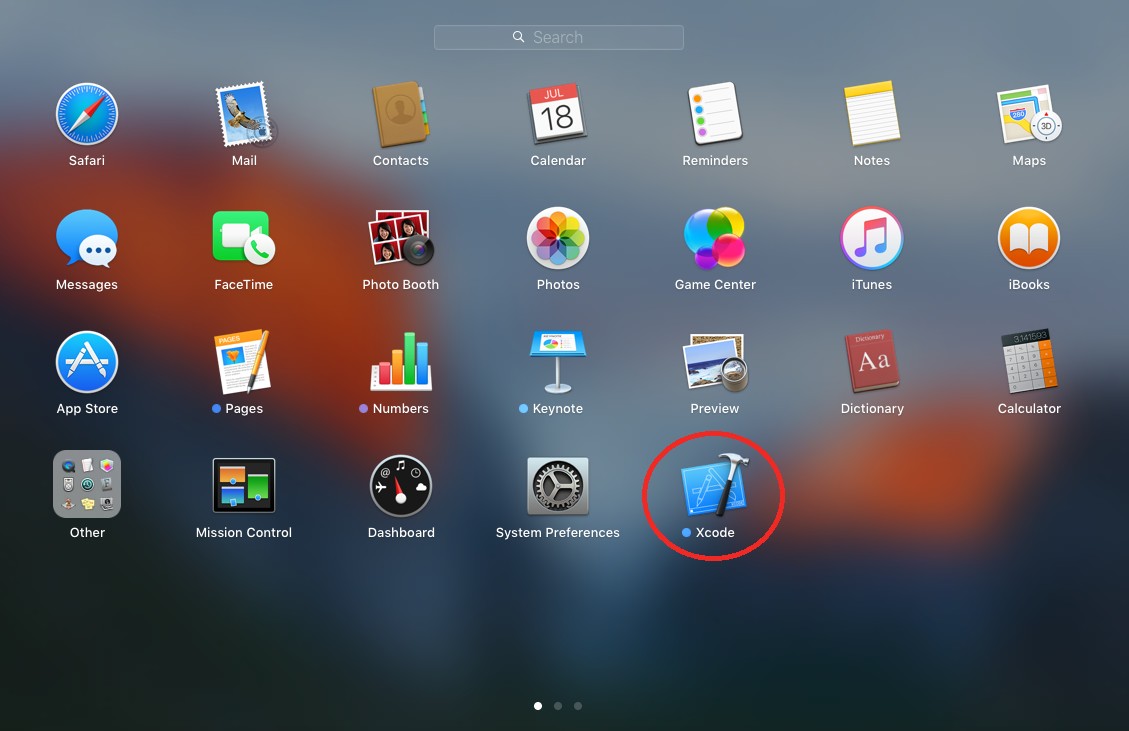 Search
Safari
Mail
Contacts
JUL
18
Calendar
Reminders
Notes
280
3D
Maps
Messages
FaceTime
Photo Booth
Photos
Game Center
iTunes
iBooks
App Store
PAGES
Pages
Numbers
Keynote
Preview
Dictionary
Aa
Dictionary
3.141593
Calculator
Other
Mission Control
@
Dashboard
System Preferences
Xcode